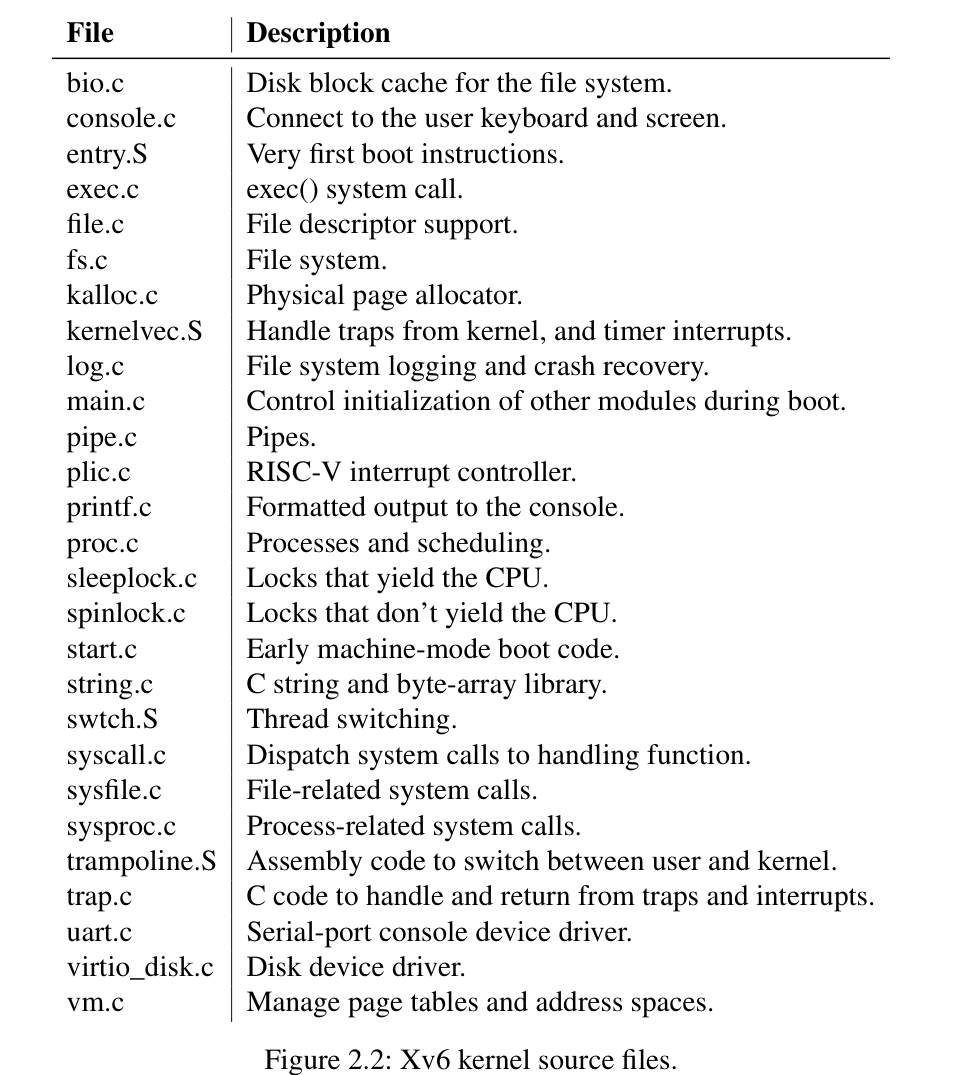 File Description
bio.c Disk block cache for the file system.
console.c Connect to the user keyboard and screen.
entry.S Very first boot instructions.
exec.c exec() system call.
file.c File descriptor support.
fs.c File system.
kalloc.c Physical page allocator.
kernelvec.S Handle traps from kernel, and timer interrupts.
log.c File system logging and crash recovery.
main.c Control initialization of other modules during boot.
pipe.c Pipes.
plic.c RISC-V interrupt controller.
printf.c Formatted output to the console.
proc.c Processes and scheduling.
sleeplock.c Locks that yield the CPU.
spinlock.c Locks that don’t yield the CPU.
start.c Early machine-mode boot code.
string.c C string and byte-array library.
swtch.S Thread switching.
syscall.c Dispatch system calls to handling function.
sysfile.c File-related system calls.
sysproc.c Process-related system calls.
trampoline.S Assembly code to switch between user and kernel.
trap.c C code to handle and return from traps and interrupts.
uart.c Serial-port console device driver.
virtio_disk.c Disk device driver.
vm.c Manage page tables and address spaces.
Figure 2.2: Xv6 kernel source files.